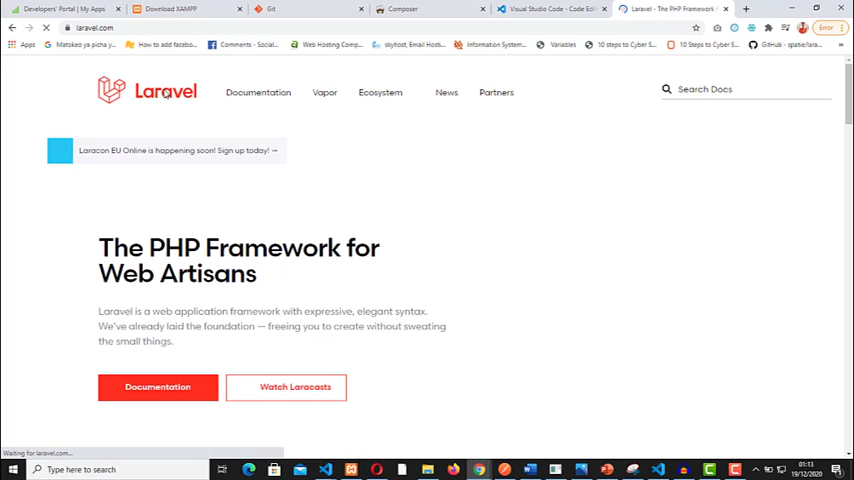 Developers' Portal | My Apps
Download XAMPP
Git
Composer
Visual Studio Code - Code Edi
Laravel - The PHP Framework
laravel.com
Error
Apps
Matokeo ya picha y...
How to add facebo...
Comments - Social...
Web Hosting Comp...
skyhost, Email Hosti...
Information System...
Variables
10 steps to Cyber S...
10 Steps to Cyber S...
GitHub - spatie/lara...
Laravel
Documentation
Vapor
Ecosystem
News
Partners
Search Docs
Laracon EU Online is happening soon! Sign up today! →
The PHP Framework for
Web Artisans
Laravel is a web application framework with expressive, elegant syntax.
We've already laid the foundation — freeing you to create without sweating
the small things.
Documentation
Watch Laracasts
Waiting for laravel.com...
Type here to search
01:13
19/12/2020